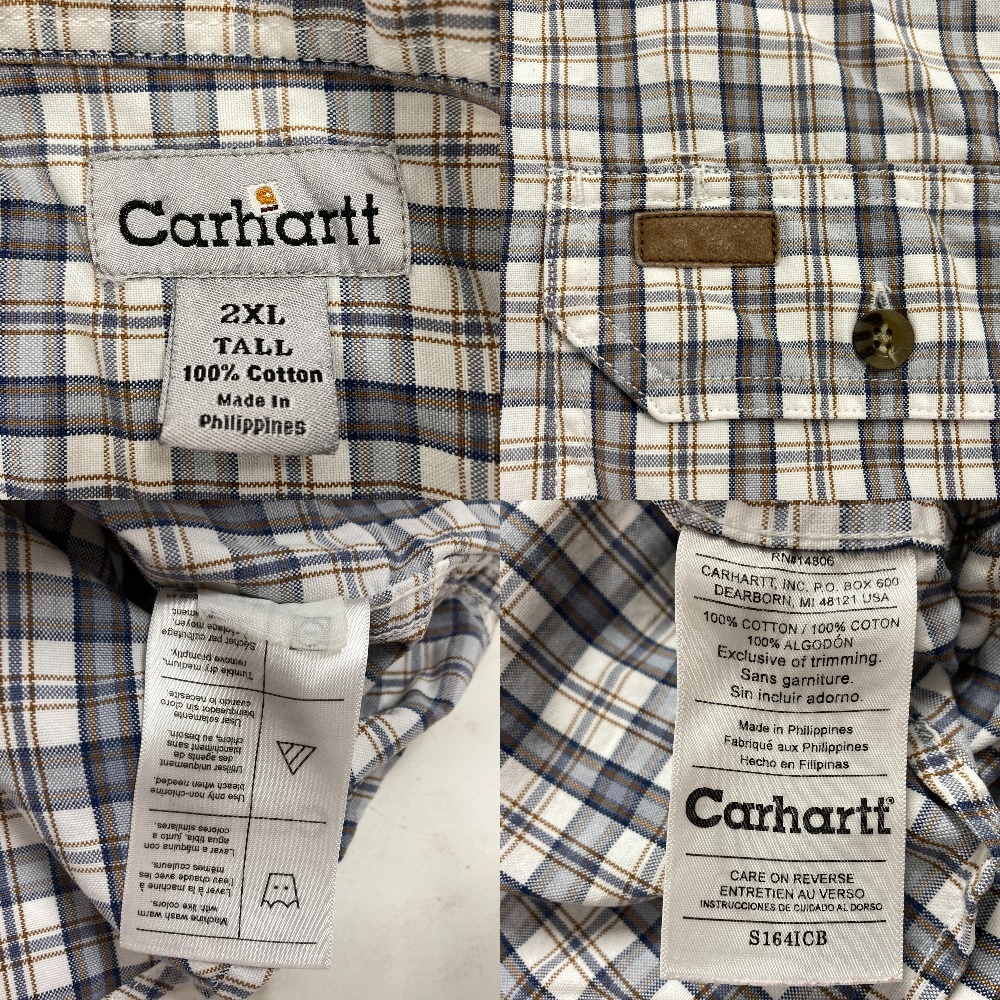 Carhartt
2XL
TALL
100% Cotton
Made in
Philippines
Machine wash warm
with like colors.
Laver à la machine à
l'eau chaude avec les
mêmes couleurs.
Lavar a máquina con
agua tibia, junto a
colores similares.
Use only non-chlorine
bleach when needed.
Utiliser uniquement
des agents de
blanchiment sans
chlore, au besoin.
Usar solamente
blanqueador sin cloro
cuando lo necesite.
Tumble dry medium,
remove promptly.
Sécher par culbutage
RN#14806
CARHARTT, INC. P.O. BOX 600
DEARBORN, MI 48121 USA
100% COTTON / 100% COTON
100% ALGODÓN
Exclusive of trimming.
Sans garniture.
Sin incluir adorno.
Made in Philippines
Fabriqué aux Philippines
Hecho en Filipinas
Carhartt®
CARE ON REVERSE
ENTRETIEN AU VERSO
INSTRUCCIONES DE CUIDADO AL DORSO
S164ICB